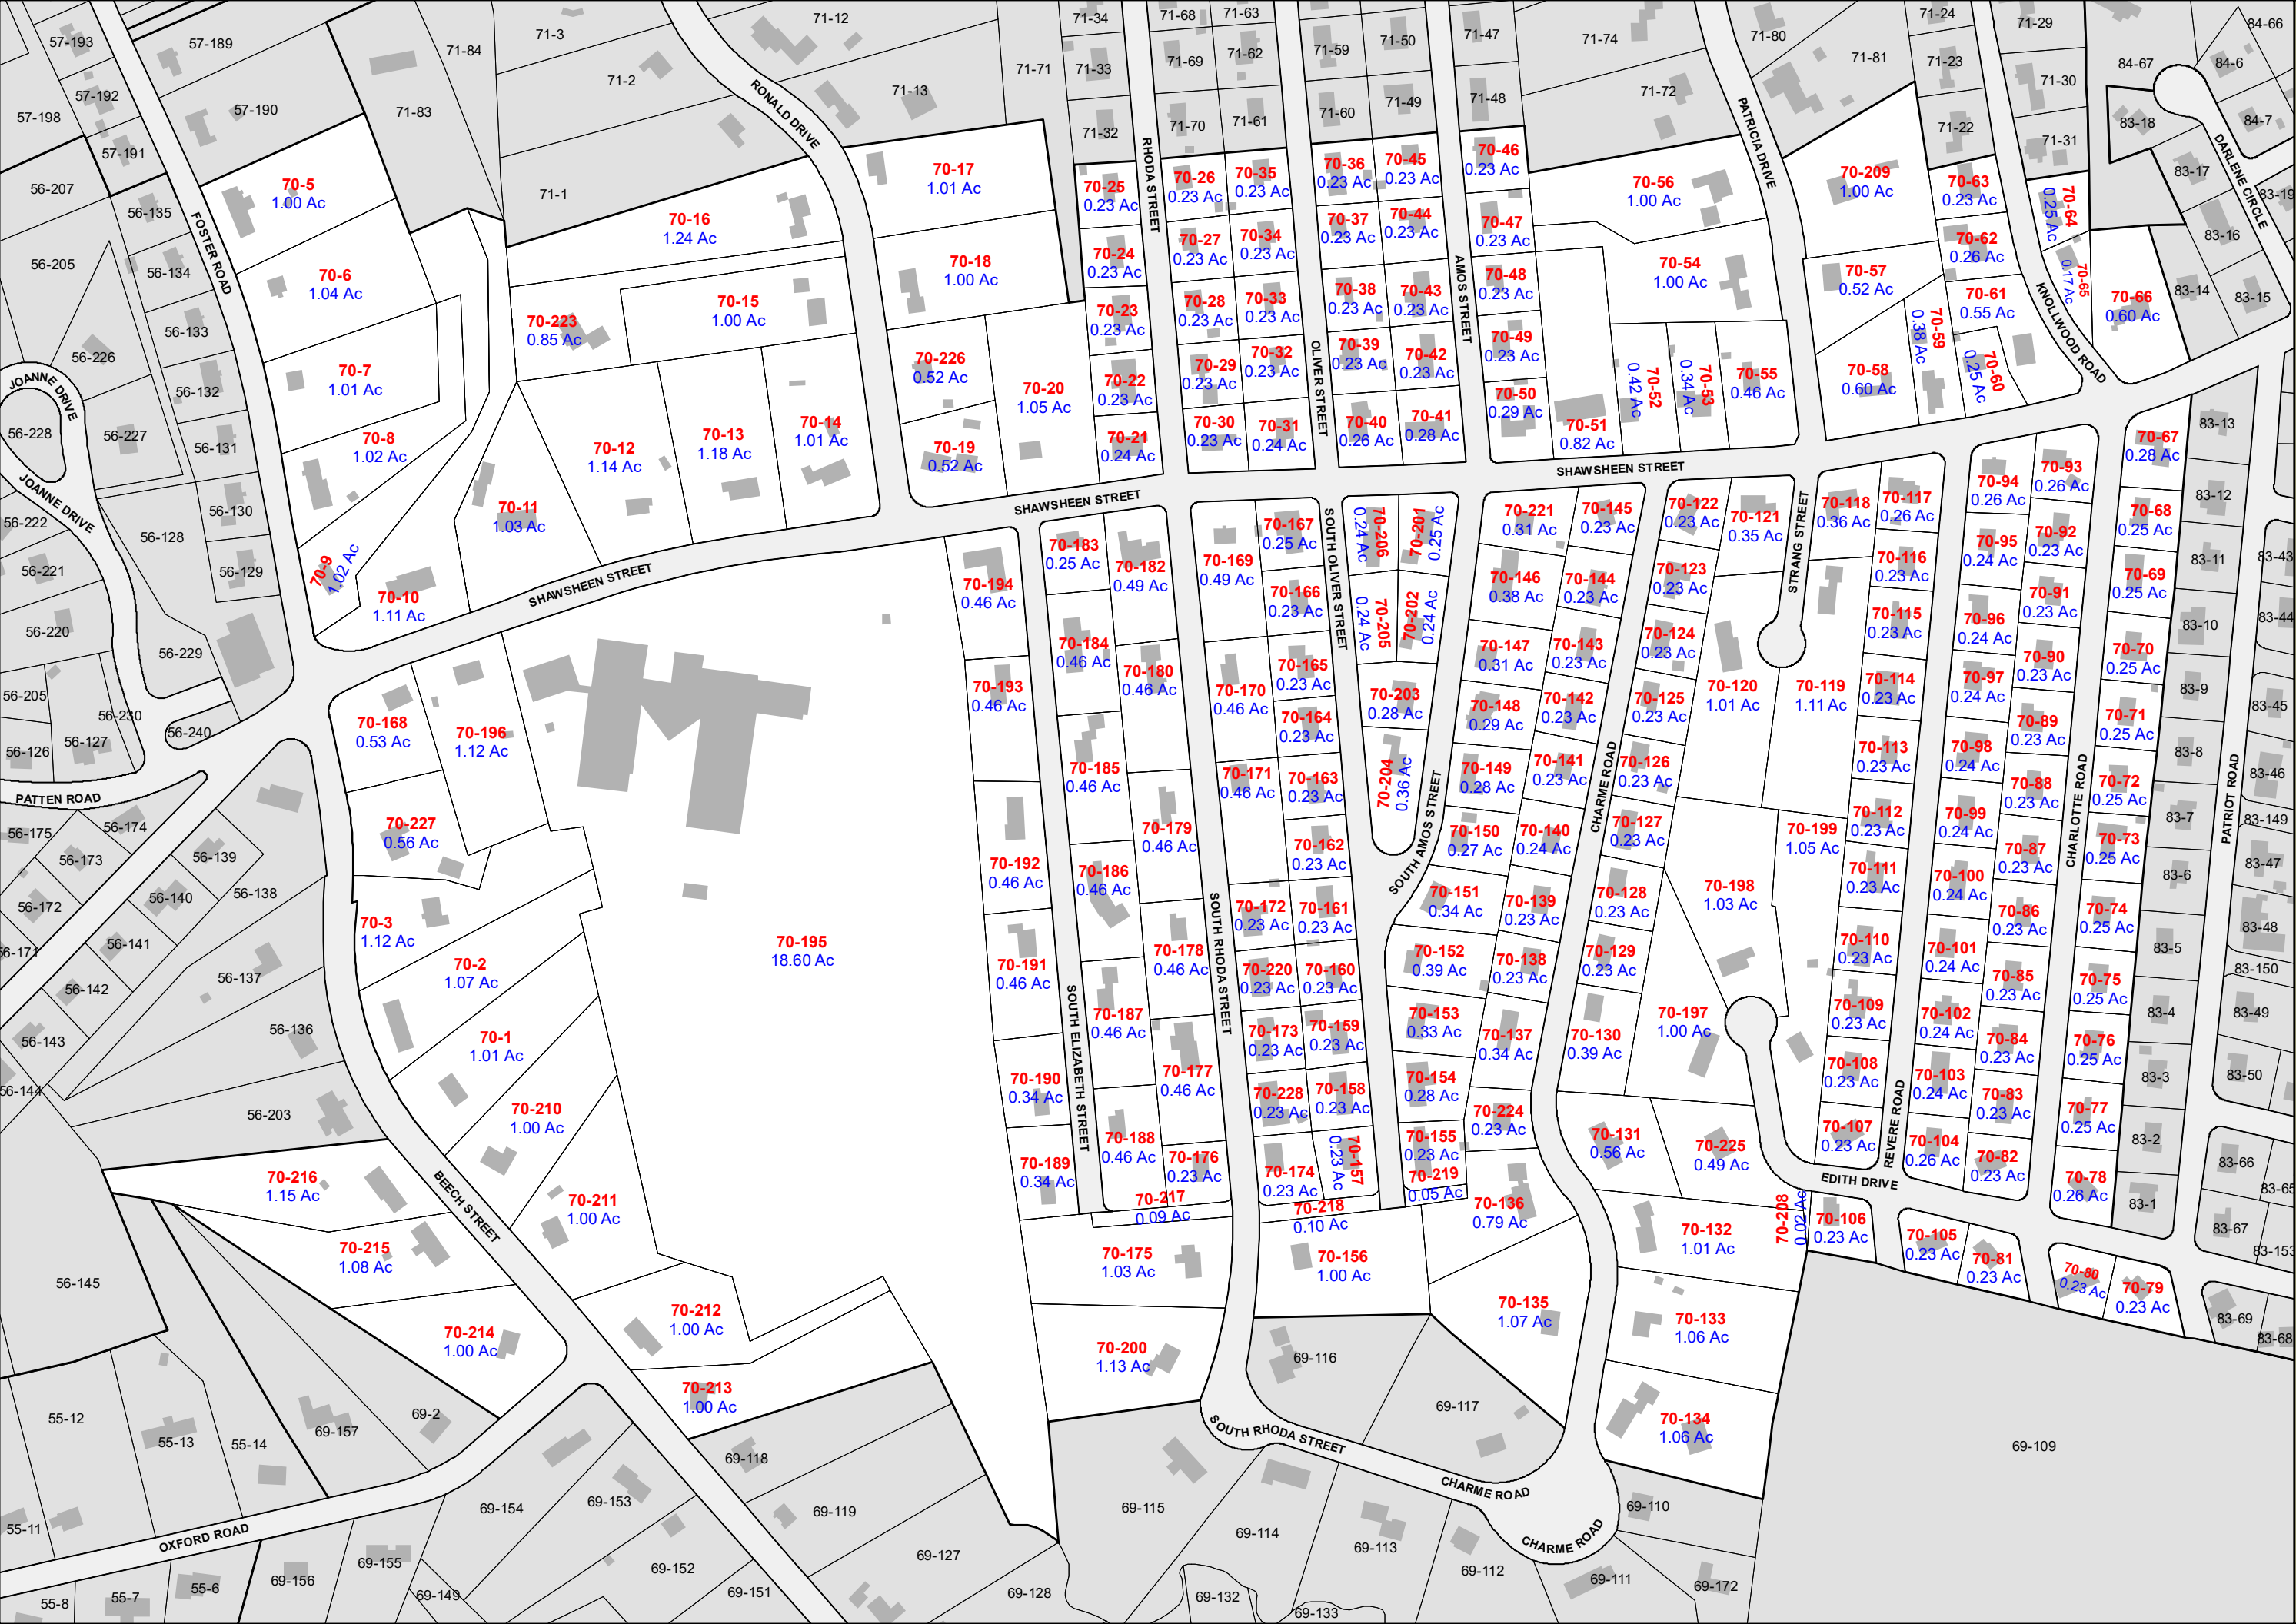 57-193
57-189
71-84
71-3
71-12
71-34
71-68
71-63
71-59
71-50
71-47
71-74
71-80
71-24
71-29
84-66
57-192
57-190
71-83
71-2
RONALD DRIVE
71-13
71-71
71-33
71-69
71-62
71-60
71-49
71-48
71-72
PATRICIA DRIVE
71-81
71-23
71-30
84-67
84-6
57-198
57-191
71-32
71-70
71-61
71-22
71-31
83-18
84-7
DARLENE CIRCLE
56-207
56-135
FOSTER ROAD
70-5
1.00 Ac
71-1
70-16
1.24 Ac
70-17
1.01 Ac
70-25
0.23 Ac
RHODA STREET
70-26
0.23 Ac
70-35
0.23 Ac
70-36
0.23 Ac
70-45
0.23 Ac
70-46
0.23 Ac
70-56
1.00 Ac
70-209
1.00 Ac
70-63
0.23 Ac
70-64
0.25 Ac
83-17
83-19
56-205
56-134
70-6
1.04 Ac
70-18
1.00 Ac
70-24
0.23 Ac
70-27
0.23 Ac
70-34
0.23 Ac
70-37
0.23 Ac
70-44
0.23 Ac
70-47
0.23 Ac
70-54
1.00 Ac
70-57
0.52 Ac
70-62
0.26 Ac
70-65
0.17 Ac
83-16
56-226
56-133
70-223
0.85 Ac
70-15
1.00 Ac
70-23
0.23 Ac
70-28
0.23 Ac
70-33
0.23 Ac
70-38
0.23 Ac
70-43
0.23 Ac
AMOS STREET
70-48
0.23 Ac
70-61
0.55 Ac
KNOLLWOOD ROAD
70-66
0.60 Ac
83-14
83-15
JOANNE DRIVE
56-132
70-7
1.01 Ac
70-226
0.52 Ac
70-20
1.05 Ac
70-22
0.23 Ac
70-29
0.23 Ac
70-32
0.23 Ac
OLIVER STREET
70-39
0.23 Ac
70-42
0.23 Ac
70-49
0.23 Ac
70-52
0.42 Ac
70-53
0.34 Ac
70-55
0.46 Ac
70-58
0.60 Ac
70-59
0.38 Ac
70-60
0.25 Ac
56-228
56-227
56-131
70-8
1.02 Ac
70-12
1.14 Ac
70-13
1.18 Ac
70-14
1.01 Ac
70-19
0.52 Ac
70-21
0.24 Ac
70-30
0.23 Ac
70-31
0.24 Ac
70-40
0.26 Ac
70-41
0.28 Ac
70-50
0.29 Ac
70-51
0.82 Ac
70-67
0.28 Ac
83-13
JOANNE DRIVE
56-222
56-128
56-130
70-11
1.03 Ac
SHAWSHEEN STREET
SHAWSHEEN STREET
70-94
0.26 Ac
70-93
0.26 Ac
83-12
56-221
56-129
70-9
1.02 Ac
70-10
1.11 Ac
SHAWSHEEN STREET
70-194
0.46 Ac
70-183
0.25 Ac
70-182
0.49 Ac
70-169
0.49 Ac
70-167
0.25 Ac
SOUTH OLIVER STREET
70-206
0.24 Ac
70-201
0.25 Ac
70-221
0.31 Ac
70-145
0.23 Ac
70-122
0.23 Ac
70-121
0.35 Ac
STRANG STREET
70-118
0.36 Ac
70-117
0.26 Ac
70-68
0.25 Ac
83-11
83-43
56-220
56-229
70-166
0.23 Ac
70-205
0.24 Ac
70-202
0.24 Ac
70-146
0.38 Ac
70-144
0.23 Ac
70-123
0.23 Ac
70-116
0.23 Ac
70-95
0.24 Ac
70-92
0.23 Ac
70-69
0.25 Ac
83-10
83-44
56-205
56-230
56-240
70-168
0.53 Ac
70-196
1.12 Ac
70-193
0.46 Ac
70-184
0.46 Ac
70-180
0.46 Ac
70-170
0.46 Ac
70-165
0.23 Ac
70-203
0.28 Ac
70-147
0.31 Ac
70-143
0.23 Ac
70-124
0.23 Ac
70-120
1.01 Ac
70-119
1.11 Ac
70-115
0.23 Ac
70-114
0.23 Ac
70-96
0.24 Ac
70-91
0.23 Ac
70-97
0.24 Ac
70-90
0.23 Ac
70-70
0.25 Ac
83-9
83-45
56-126
56-127
70-164
0.23 Ac
70-148
0.29 Ac
70-142
0.23 Ac
70-125
0.23 Ac
70-89
0.23 Ac
70-71
0.25 Ac
83-8
83-46
PATTEN ROAD
70-185
0.46 Ac
70-171
0.46 Ac
70-163
0.23 Ac
70-204
0.36 Ac
SOUTH AMOS STREET
70-149
0.28 Ac
70-141
0.23 Ac
CHARME ROAD
70-126
0.23 Ac
70-113
0.23 Ac
70-98
0.24 Ac
70-88
0.23 Ac
CHARLOTTE ROAD
70-72
0.25 Ac
PATRIOT ROAD
83-7
83-149
56-175
56-174
56-173
56-139
56-138
70-227
0.56 Ac
70-192
0.46 Ac
70-186
0.46 Ac
70-179
0.46 Ac
70-162
0.23 Ac
70-150
0.27 Ac
70-140
0.24 Ac
70-127
0.23 Ac
70-199
1.05 Ac
70-112
0.23 Ac
70-99
0.24 Ac
70-87
0.23 Ac
70-73
0.25 Ac
83-6
83-47
56-172
56-140
56-171
56-141
70-3
1.12 Ac
70-195
18.60 Ac
70-172
0.23 Ac
70-161
0.23 Ac
70-151
0.34 Ac
70-139
0.23 Ac
70-128
0.23 Ac
70-198
1.03 Ac
70-111
0.23 Ac
70-100
0.24 Ac
70-86
0.23 Ac
70-74
0.25 Ac
83-5
83-48
56-142
56-137
70-2
1.07 Ac
70-191
0.46 Ac
70-178
0.46 Ac
SOUTH RHODA STREET
70-220
0.23 Ac
70-160
0.23 Ac
70-152
0.39 Ac
70-138
0.23 Ac
70-129
0.23 Ac
70-110
0.23 Ac
70-101
0.24 Ac
70-85
0.23 Ac
70-75
0.25 Ac
83-150
56-143
56-136
70-1
1.01 Ac
SOUTH ELIZABETH STREET
70-187
0.46 Ac
70-173
0.23 Ac
70-159
0.23 Ac
70-153
0.33 Ac
70-137
0.34 Ac
70-130
0.39 Ac
70-197
1.00 Ac
70-109
0.23 Ac
70-102
0.24 Ac
70-84
0.23 Ac
70-76
0.25 Ac
83-4
83-49
56-144
56-203
70-210
1.00 Ac
70-190
0.34 Ac
70-177
0.46 Ac
70-228
0.23 Ac
70-158
0.23 Ac
70-154
0.28 Ac
70-224
0.23 Ac
70-108
0.23 Ac
70-103
0.24 Ac
70-83
0.23 Ac
70-77
0.25 Ac
83-3
83-50
70-216
1.15 Ac
BEECH STREET
70-211
1.00 Ac
70-189
0.34 Ac
70-188
0.46 Ac
70-176
0.23 Ac
70-174
0.23 Ac
70-157
0.23 Ac
70-155
0.23 Ac
70-219
0.05 Ac
70-131
0.56 Ac
70-225
0.49 Ac
70-107
0.23 Ac
REVERE ROAD
70-104
0.26 Ac
70-82
0.23 Ac
70-78
0.26 Ac
83-2
83-66
83-65
EDITH DRIVE
83-1
70-217
0.09 Ac
70-218
0.10 Ac
70-136
0.79 Ac
70-132
1.01 Ac
70-208
0.02 Ac
70-106
0.23 Ac
70-105
0.23 Ac
70-81
0.23 Ac
70-80
0.23 Ac
70-79
0.23 Ac
83-67
83-153
56-145
70-215
1.08 Ac
70-175
1.03 Ac
70-156
1.00 Ac
70-214
1.00 Ac
70-212
1.00 Ac
70-135
1.07 Ac
70-133
1.06 Ac
83-69
83-68
70-200
1.13 Ac
69-116
70-213
1.00 Ac
55-12
55-13
55-14
69-157
69-2
69-117
70-134
1.06 Ac
SOUTH RHODA STREET
69-118
69-109
CHARME ROAD
55-11
OXFORD ROAD
69-154
69-153
69-119
69-115
69-114
69-113
69-112
CHARME ROAD
69-110
55-8
55-7
55-6
69-156
69-155
69-149
69-152
69-151
69-127
69-128
69-132
69-133
69-111
69-172